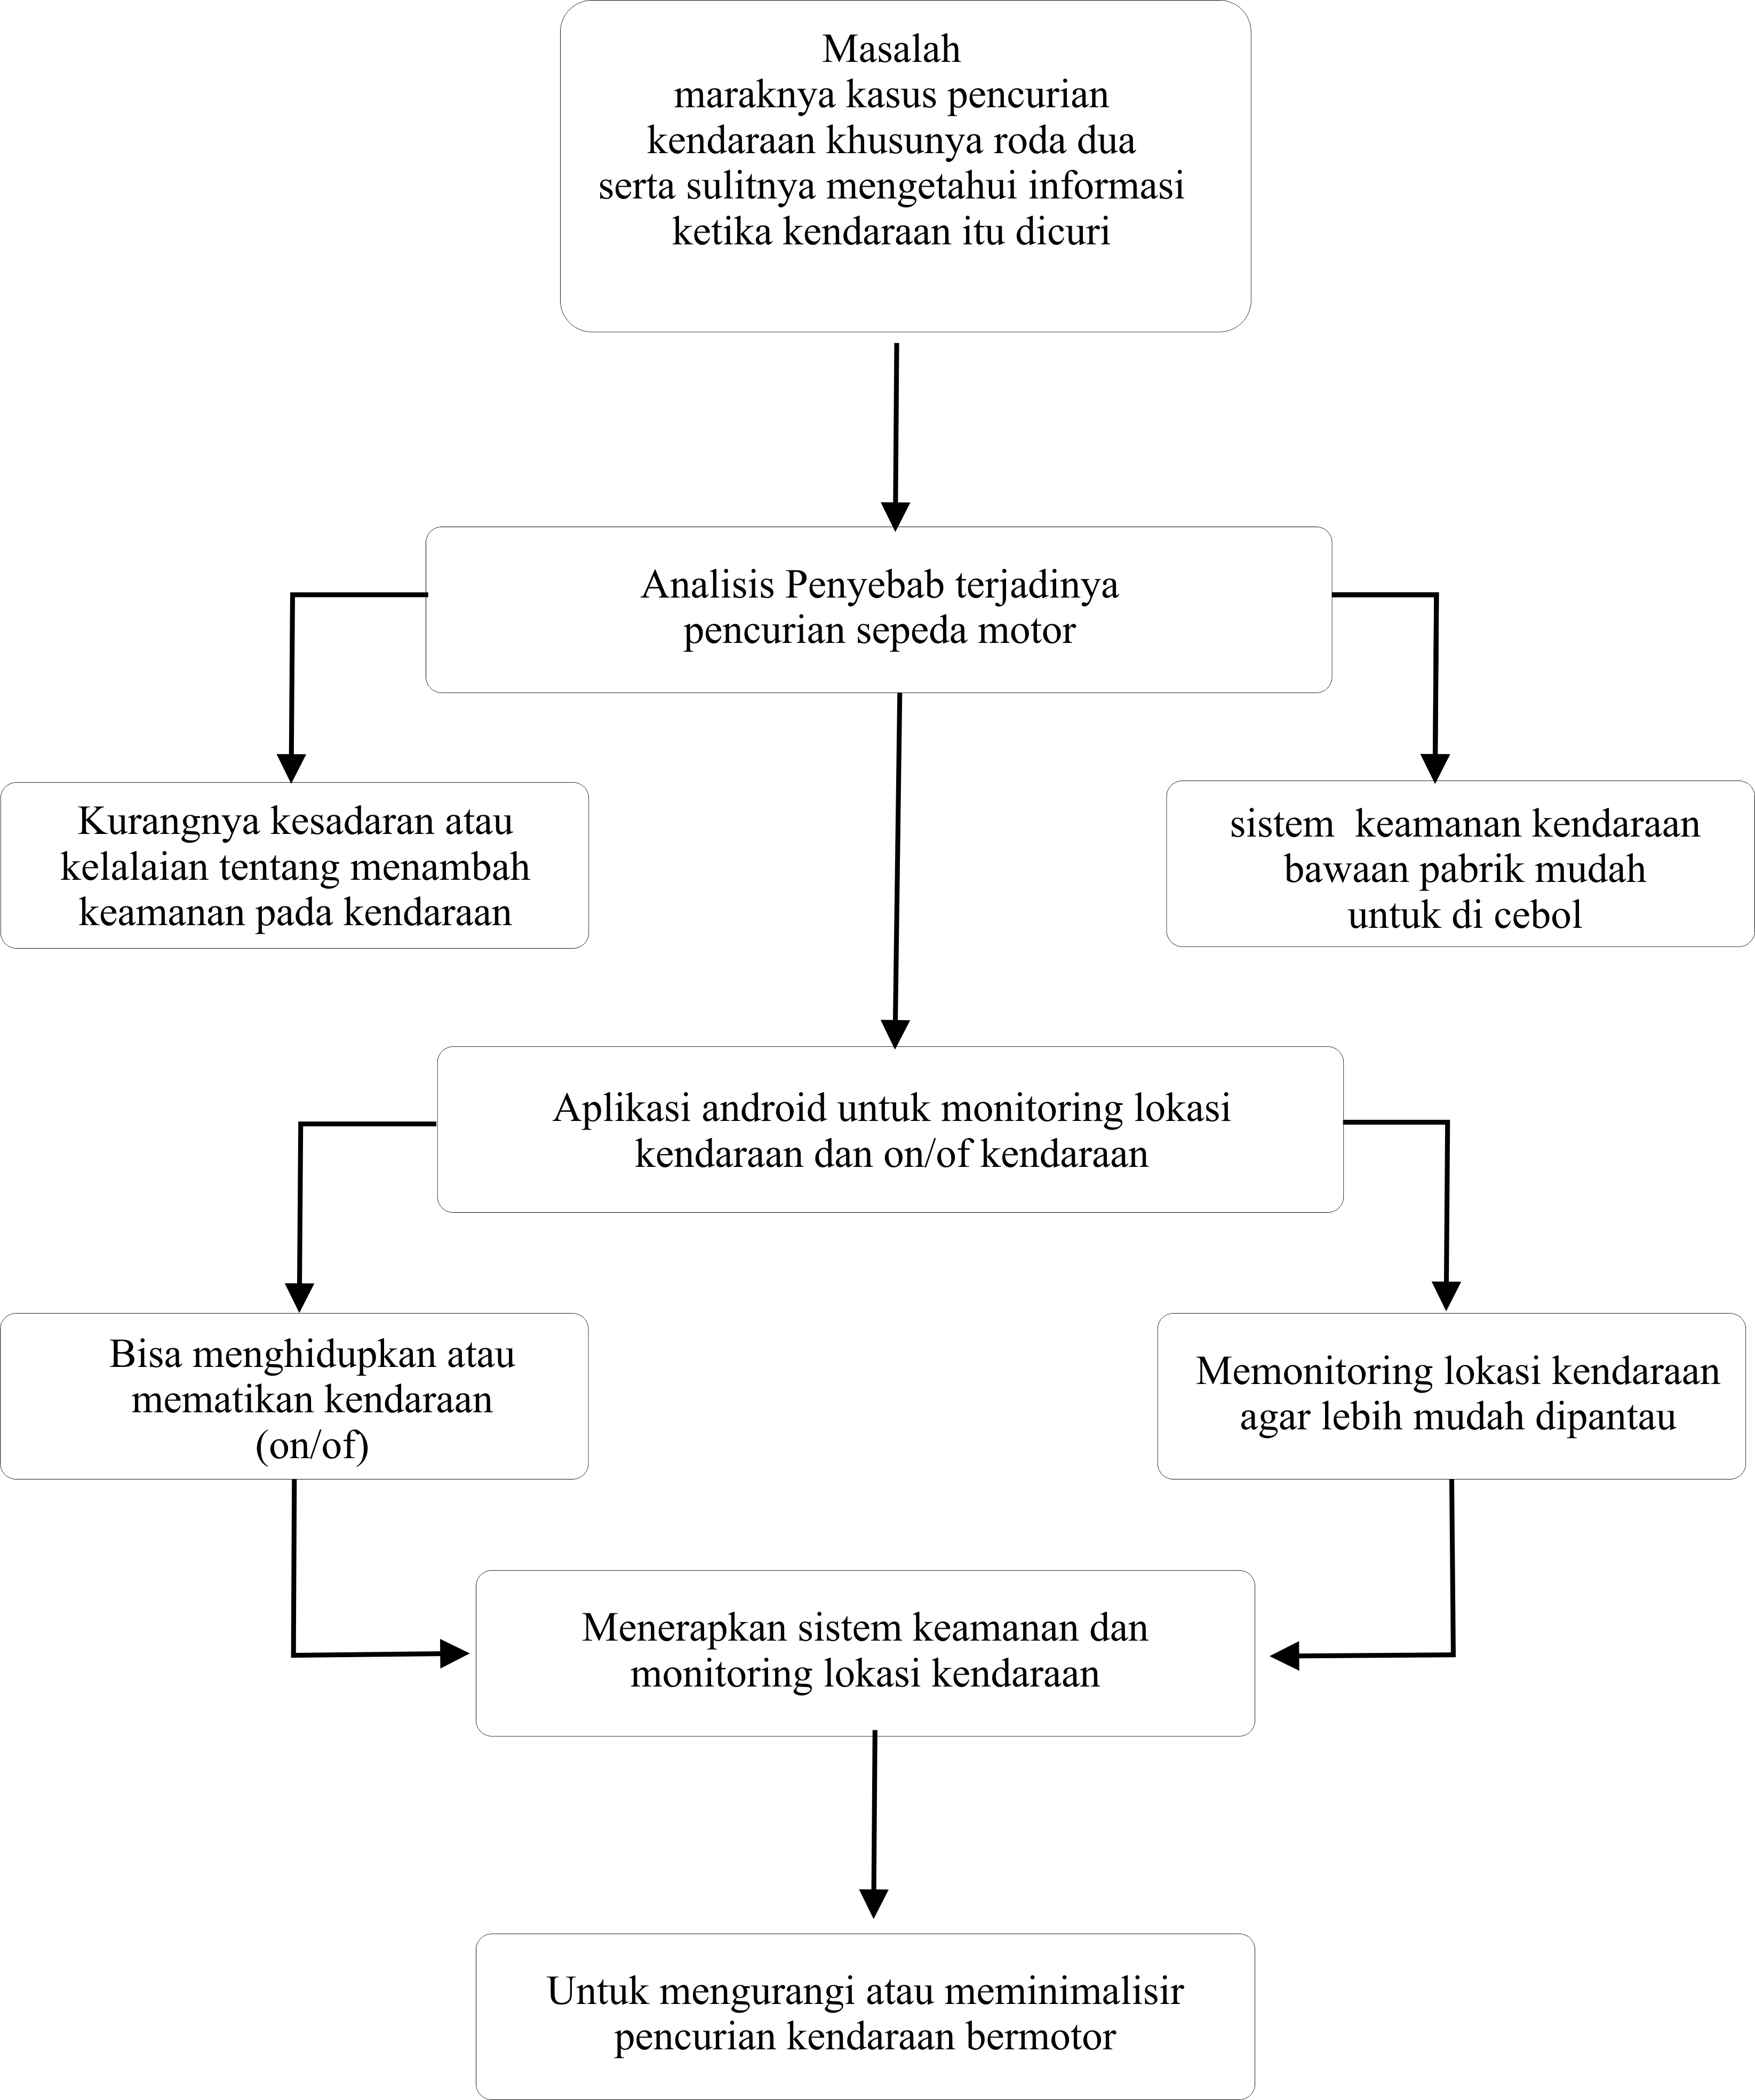 Masalah
maraknya kasus pencurian
kendaraan khusunya roda dua
serta sulitnya mengetahui informasi
ketika kendaraan itu dicuri
Analisis Penyebab terjadinya
pencurian sepeda motor
Kurangnya kesadaran atau
kelalaian tentang menambah
keamanan pada kendaraan
sistem keamanan kendaraan
bawaan pabrik mudah
untuk di cebol
Aplikasi android untuk monitoring lokasi
kendaraan dan on/of kendaraan
Bisa menghidupkan atau
mematikan kendaraan
(on/of)
Memonitoring lokasi kendaraan
agar lebih mudah dipantau
Menerapkan sistem keamanan dan
monitoring lokasi kendaraan
Untuk mengurangi atau meminimalisir
pencurian kendaraan bermotor